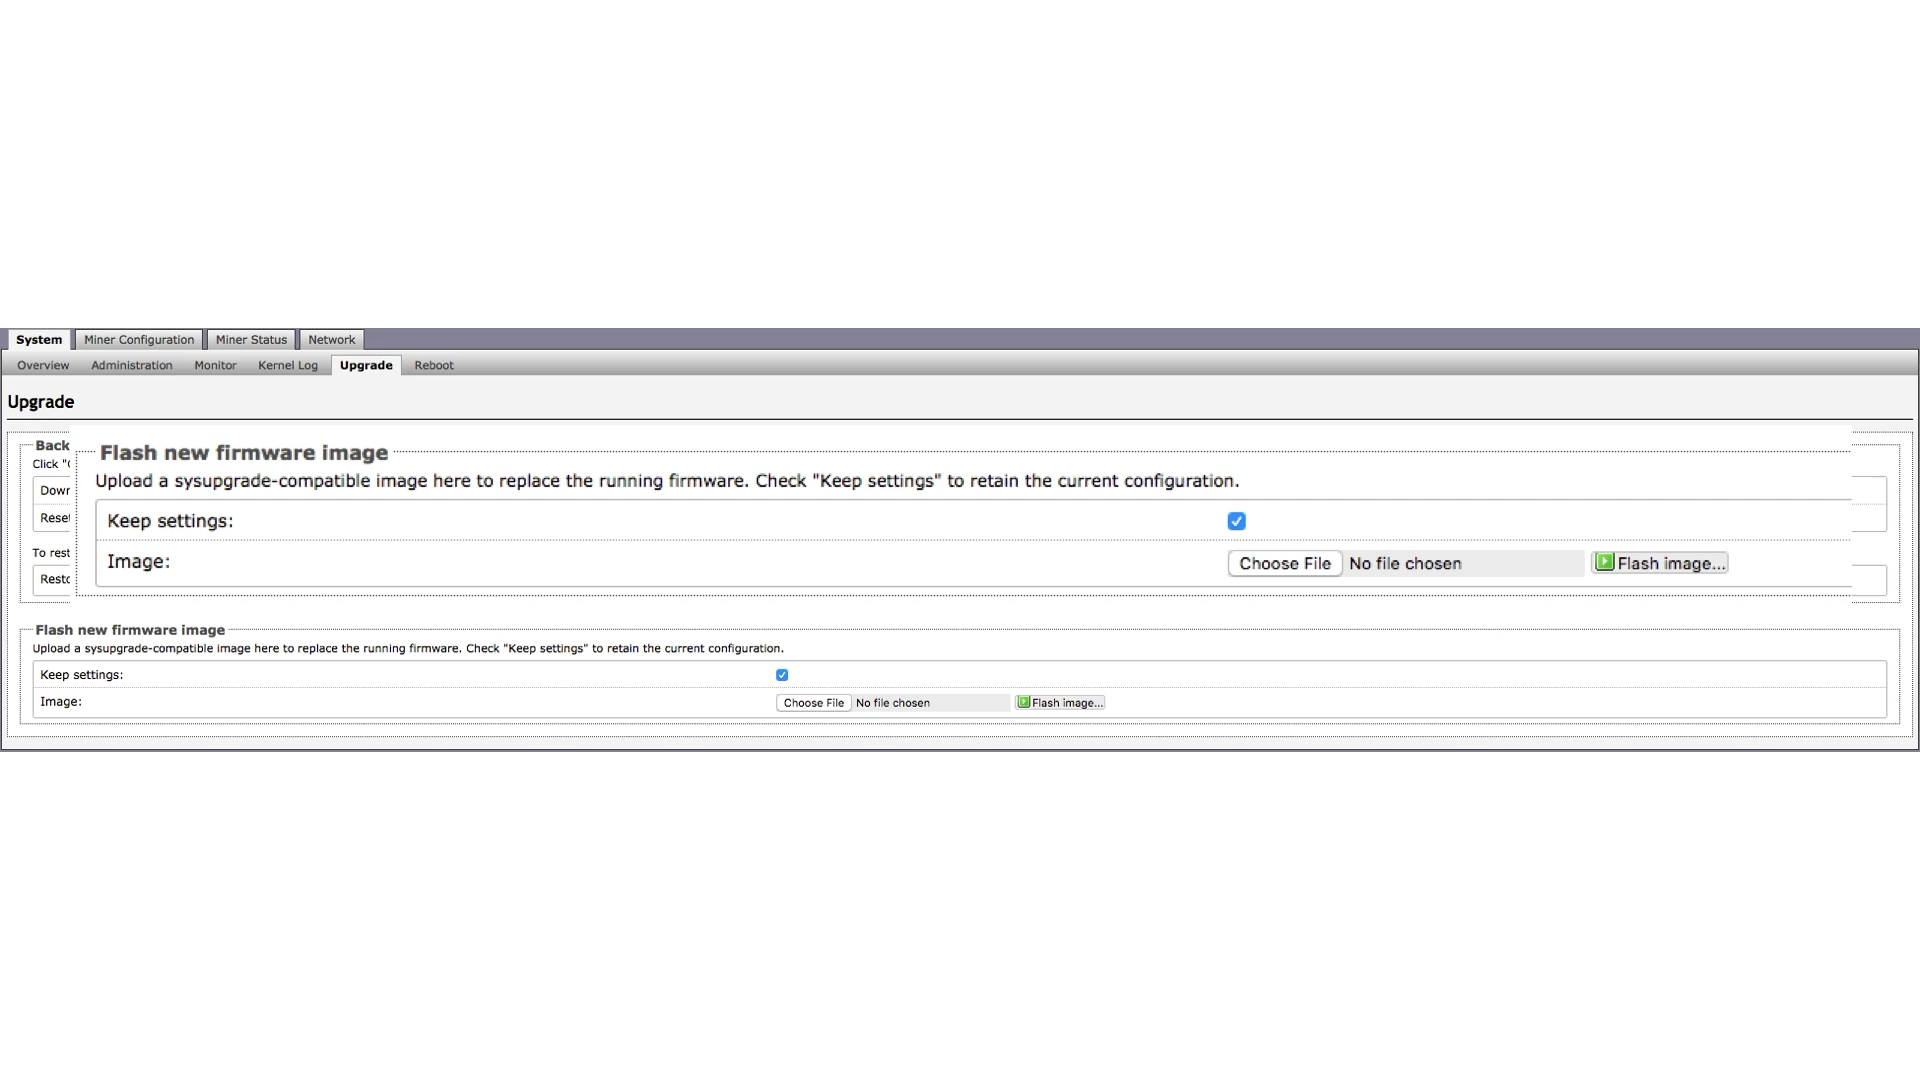 System Miner Configuration Miner Status Network
Overview Administration Monitor Kernel Log Upgrade Reboot
Upgrade
Back
Click "
Reset
To rest
Flash new firmware image
Upload a sysupgrade-compatible image here to replace the running firmware. Check "Keep settings" to retain the current configuration.
Keep settings:
Image: Choose File No file chosen Flash image...
Flash new firmware image
Upload a sysupgrade-compatible image here to replace the running firmware. Check "Keep settings" to retain the current configuration.
Keep settings:
Image: Choose File No file chosen Flash image...